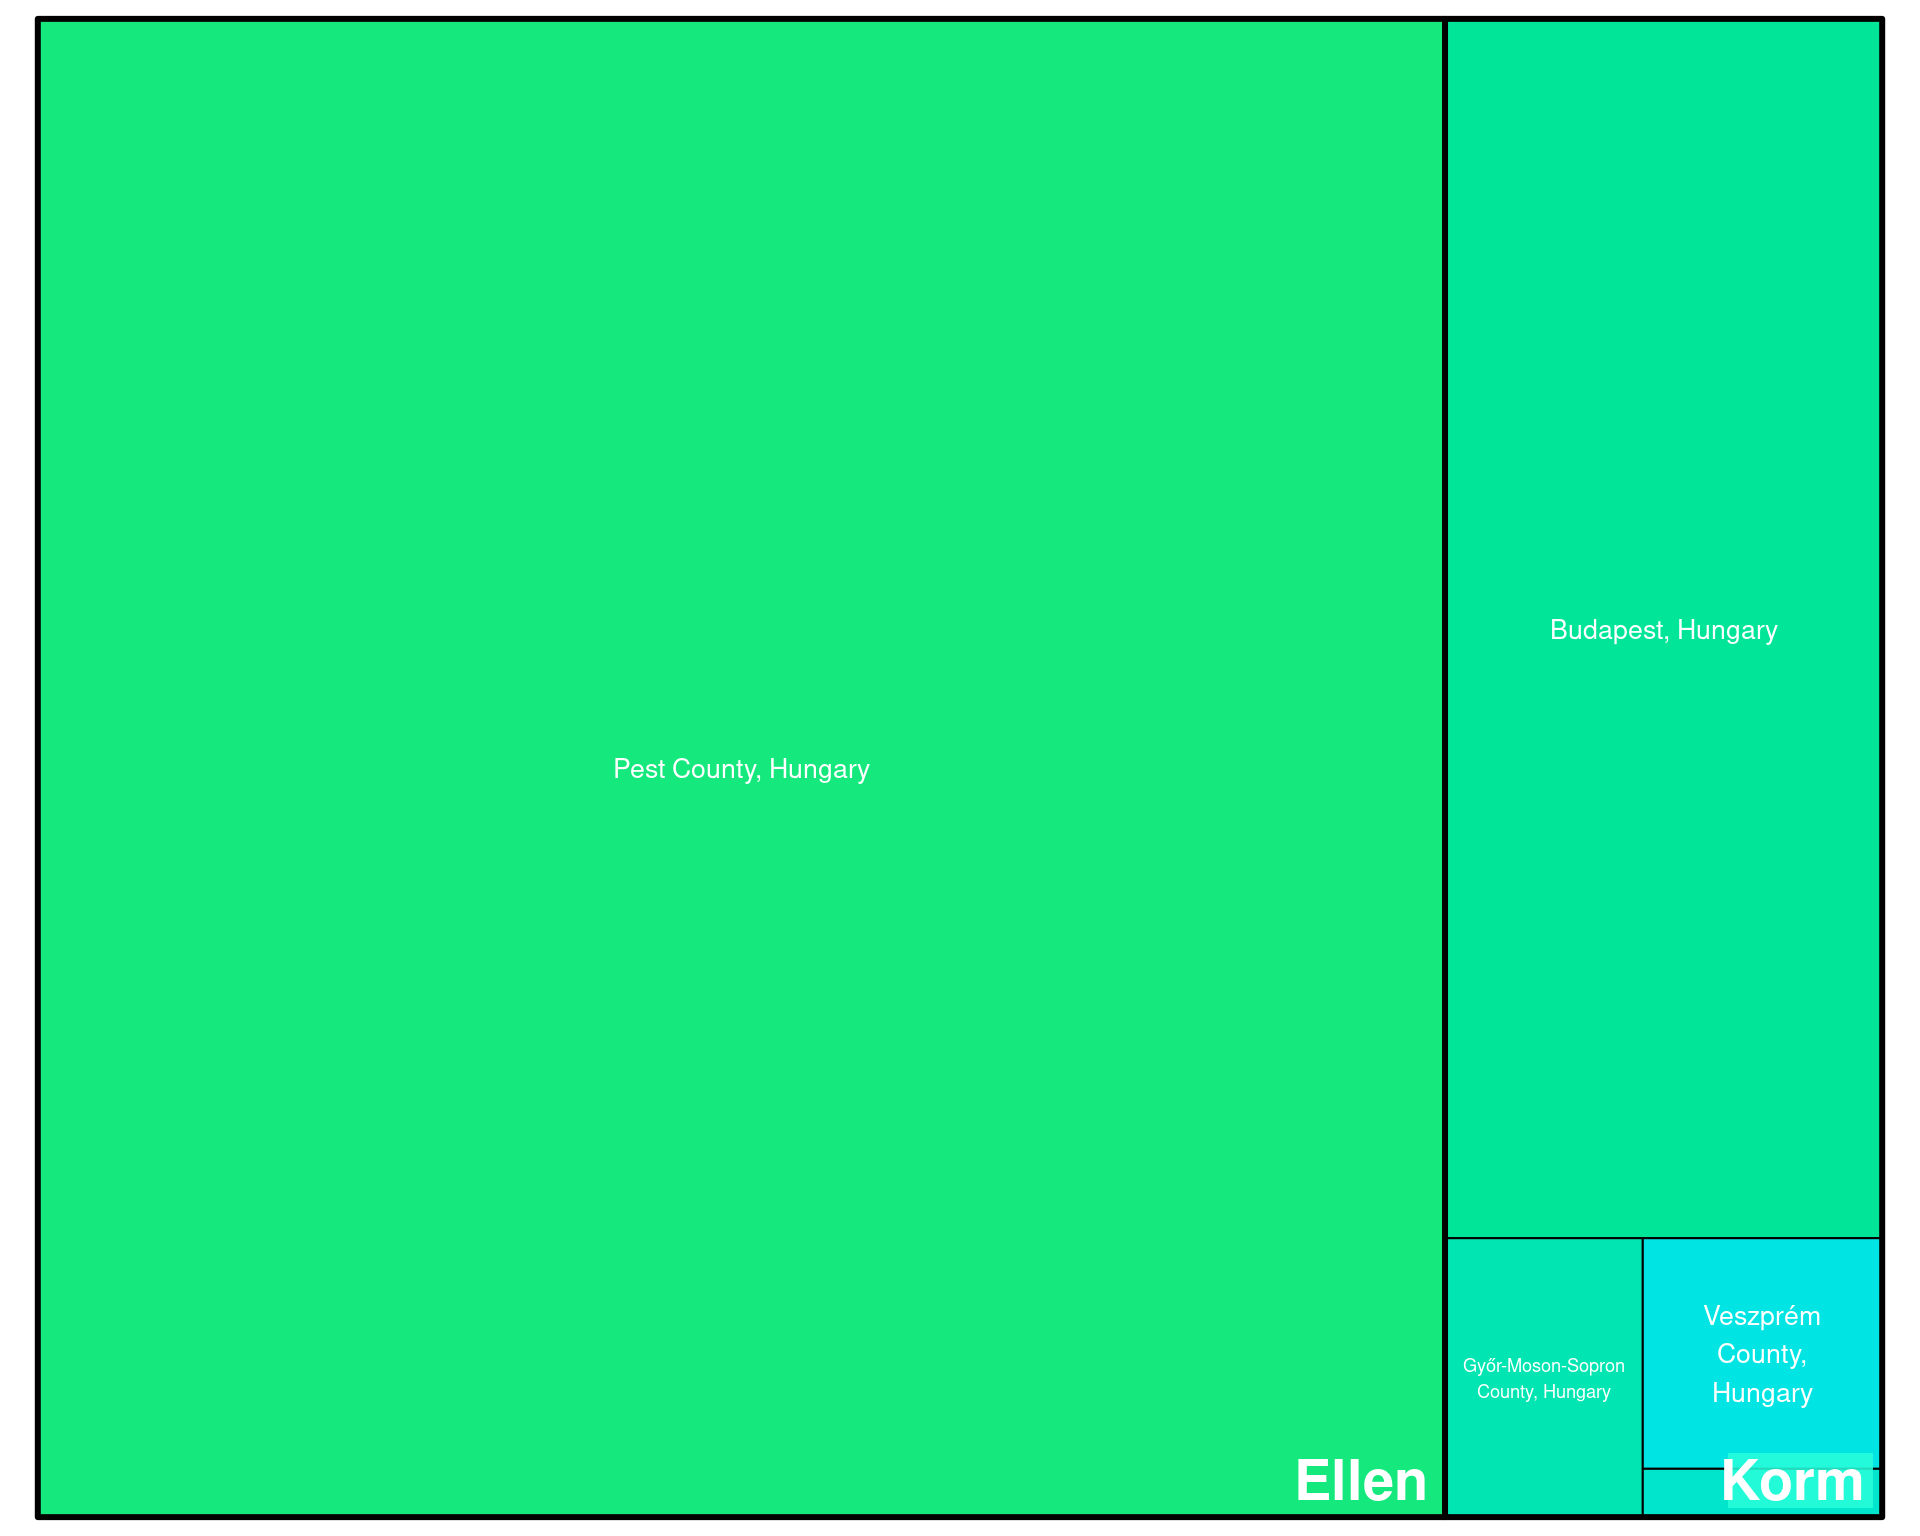 Pest County, Hungary
Ellen
Budapest, Hungary
Győr-Moson-Sopron
County, Hungary
Veszprém
County,
Hungary
Korm